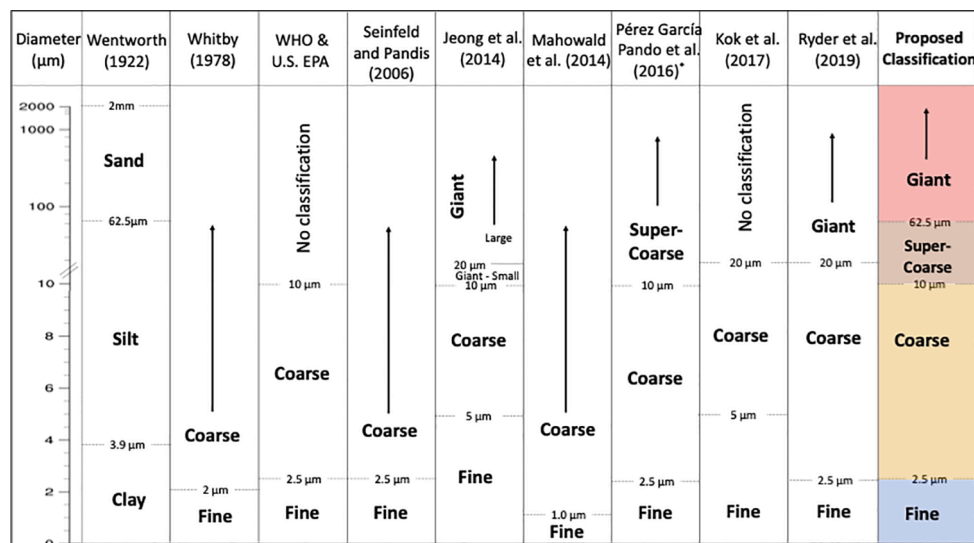 Diameter
(μm)
Wentworth
(1922)
Whitby
(1978)
WHO &
U.S. EPA
Seinfeld
and Pandis
(2006)
Jeong et al.
(2014)
Mahowald
et al. (2014)
Pérez García
Pando et al.
(2016)*
Kok et al.
(2017)
Ryder et al.
(2019)
Proposed
Classification
2000
1000
100
10
8
6
4
2
0
2mm
Sand
62.5μm
Silt
3.9 μm
Clay
Coarse
2 μm
Fine
No classification
10 μm
Coarse
2.5 μm
Fine
Coarse
2.5 μm
Fine
Giant
Large
20 μm
Giant - Small
10 μm
Coarse
5 μm
Fine
Coarse
1.0 μm
Fine
Super-
Coarse
10 μm
Coarse
2.5 μm
Fine
No classification
20 μm
Coarse
5 μm
Fine
Giant
20 μm
Coarse
2.5 μm
Fine
Giant
62.5 μm
Super-
Coarse
10 μm
Coarse
2.5 μm
Fine